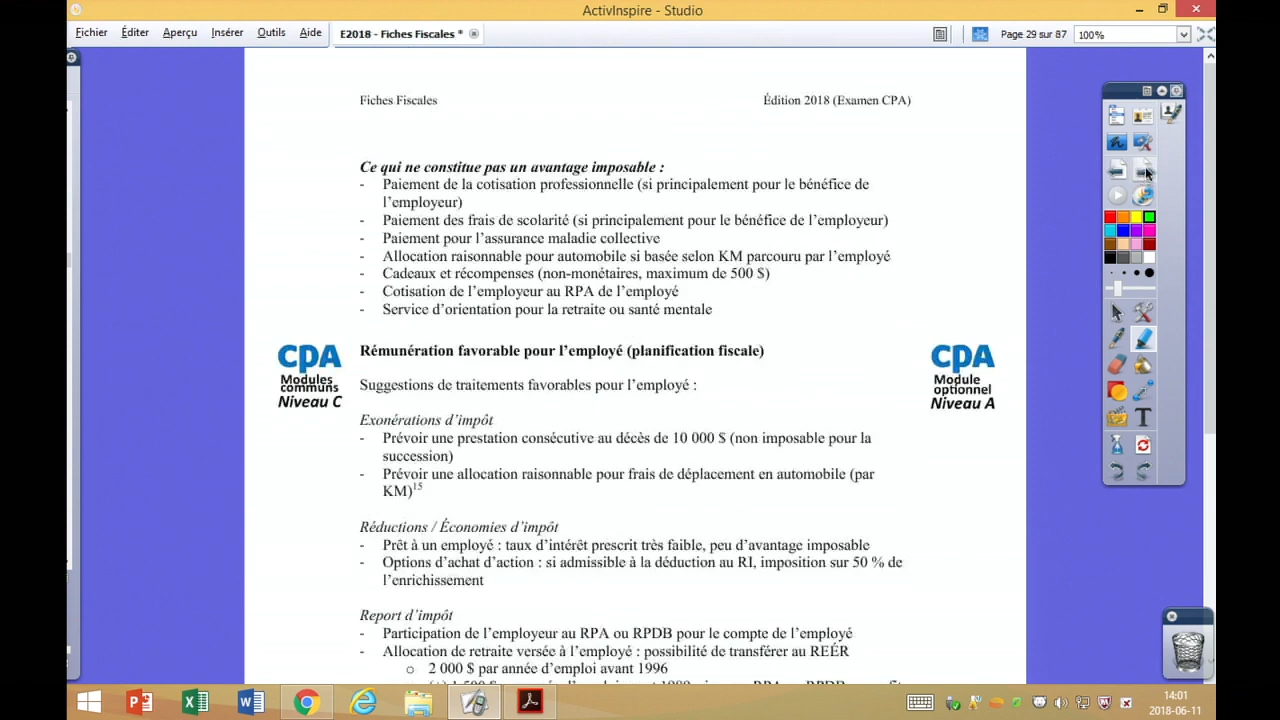 ActivInspire - Studio
Fichier Éditer Aperçu Insérer Outils Aide
E2018 - Fiches Fiscales *
Page 29 sur 87
100%
Fiches Fiscales
Édition 2018 (Examen CPA)
Ce qui ne constitue pas un avantage imposable :
- Paiement de la cotisation professionnelle (si principalement pour le bénéfice de
l’employeur)
- Paiement des frais de scolarité (si principalement pour le bénéfice de l’employeur)
- Paiement pour l’assurance maladie collective
- Allocation raisonnable pour automobile si basée selon KM parcouru par l’employé
- Cadeaux et récompenses (non-monétaires, maximum de 500 $)
- Cotisation de l’employeur au RPA de l’employé
- Service d’orientation pour la retraite ou santé mentale
CPA
Modules
communs
Niveau C
Rémunération favorable pour l’employé (planification fiscale)
CPA
Module
optionnel
Niveau A
Suggestions de traitements favorables pour l’employé :
Exonérations d’impôt
- Prévoir une prestation consécutive au décès de 10 000 $ (non imposable pour la
succession)
- Prévoir une allocation raisonnable pour frais de déplacement en automobile (par
KM)15
Réductions / Économies d’impôt
- Prêt à un employé : taux d’intérêt prescrit très faible, peu d’avantage imposable
- Options d’achat d’action : si admissible à la déduction au RI, imposition sur 50 % de
l’enrichissement
Report d’impôt
- Participation de l’employeur au RPA ou RPDB pour le compte de l’employé
- Allocation de retraite versée à l’employé : possibilité de transférer au REÉR
o 2 000 $ par année d’emploi avant 1996
14:01
2018-06-11